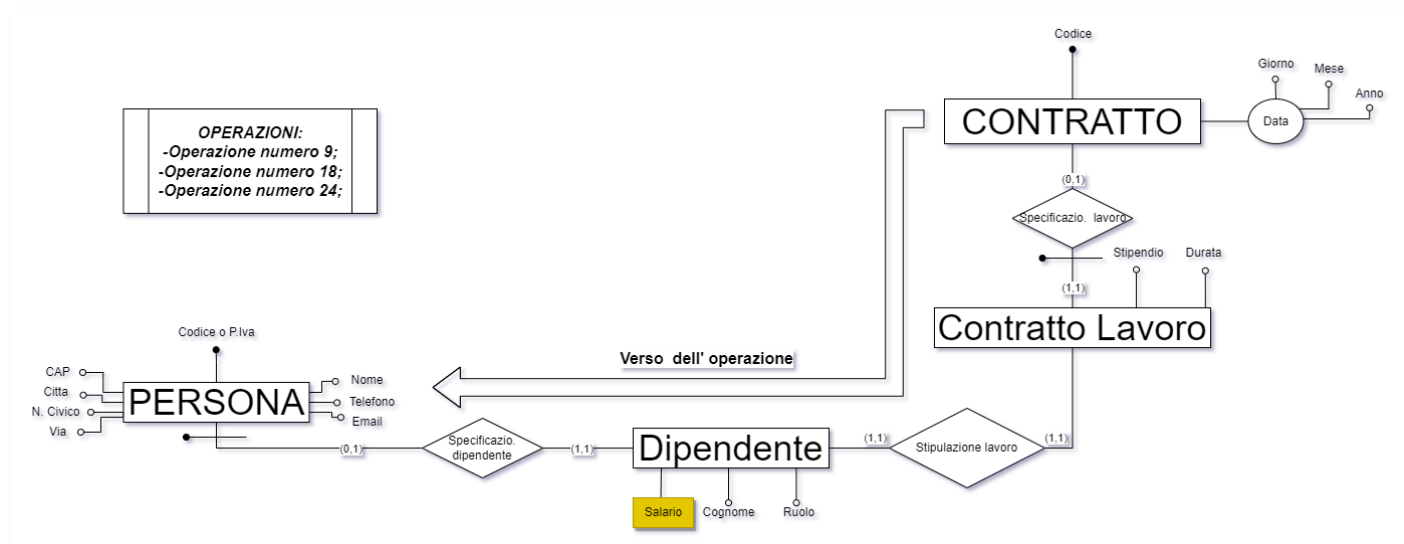 Codice
Giorno
Mese
Anno
CONTRATTO
Data
OPERAZIONI:
-Operazione numero 9;
-Operazione numero 18;
-Operazione numero 24;
(0,1)
Specificazio. lavoro
Stipendio
Durata
(1,1)
Contratto Lavoro
Codice o P.Iva
Verso dell' operazione
CAP
Citta
N. Civico
Via
PERSONA
Nome
Telefono
Email
(0,1)
Specificazio.
dipendente
(1,1)
Dipendente
(1,1)
Stipulazione lavoro
(1,1)
Salario
Cognome
Ruolo